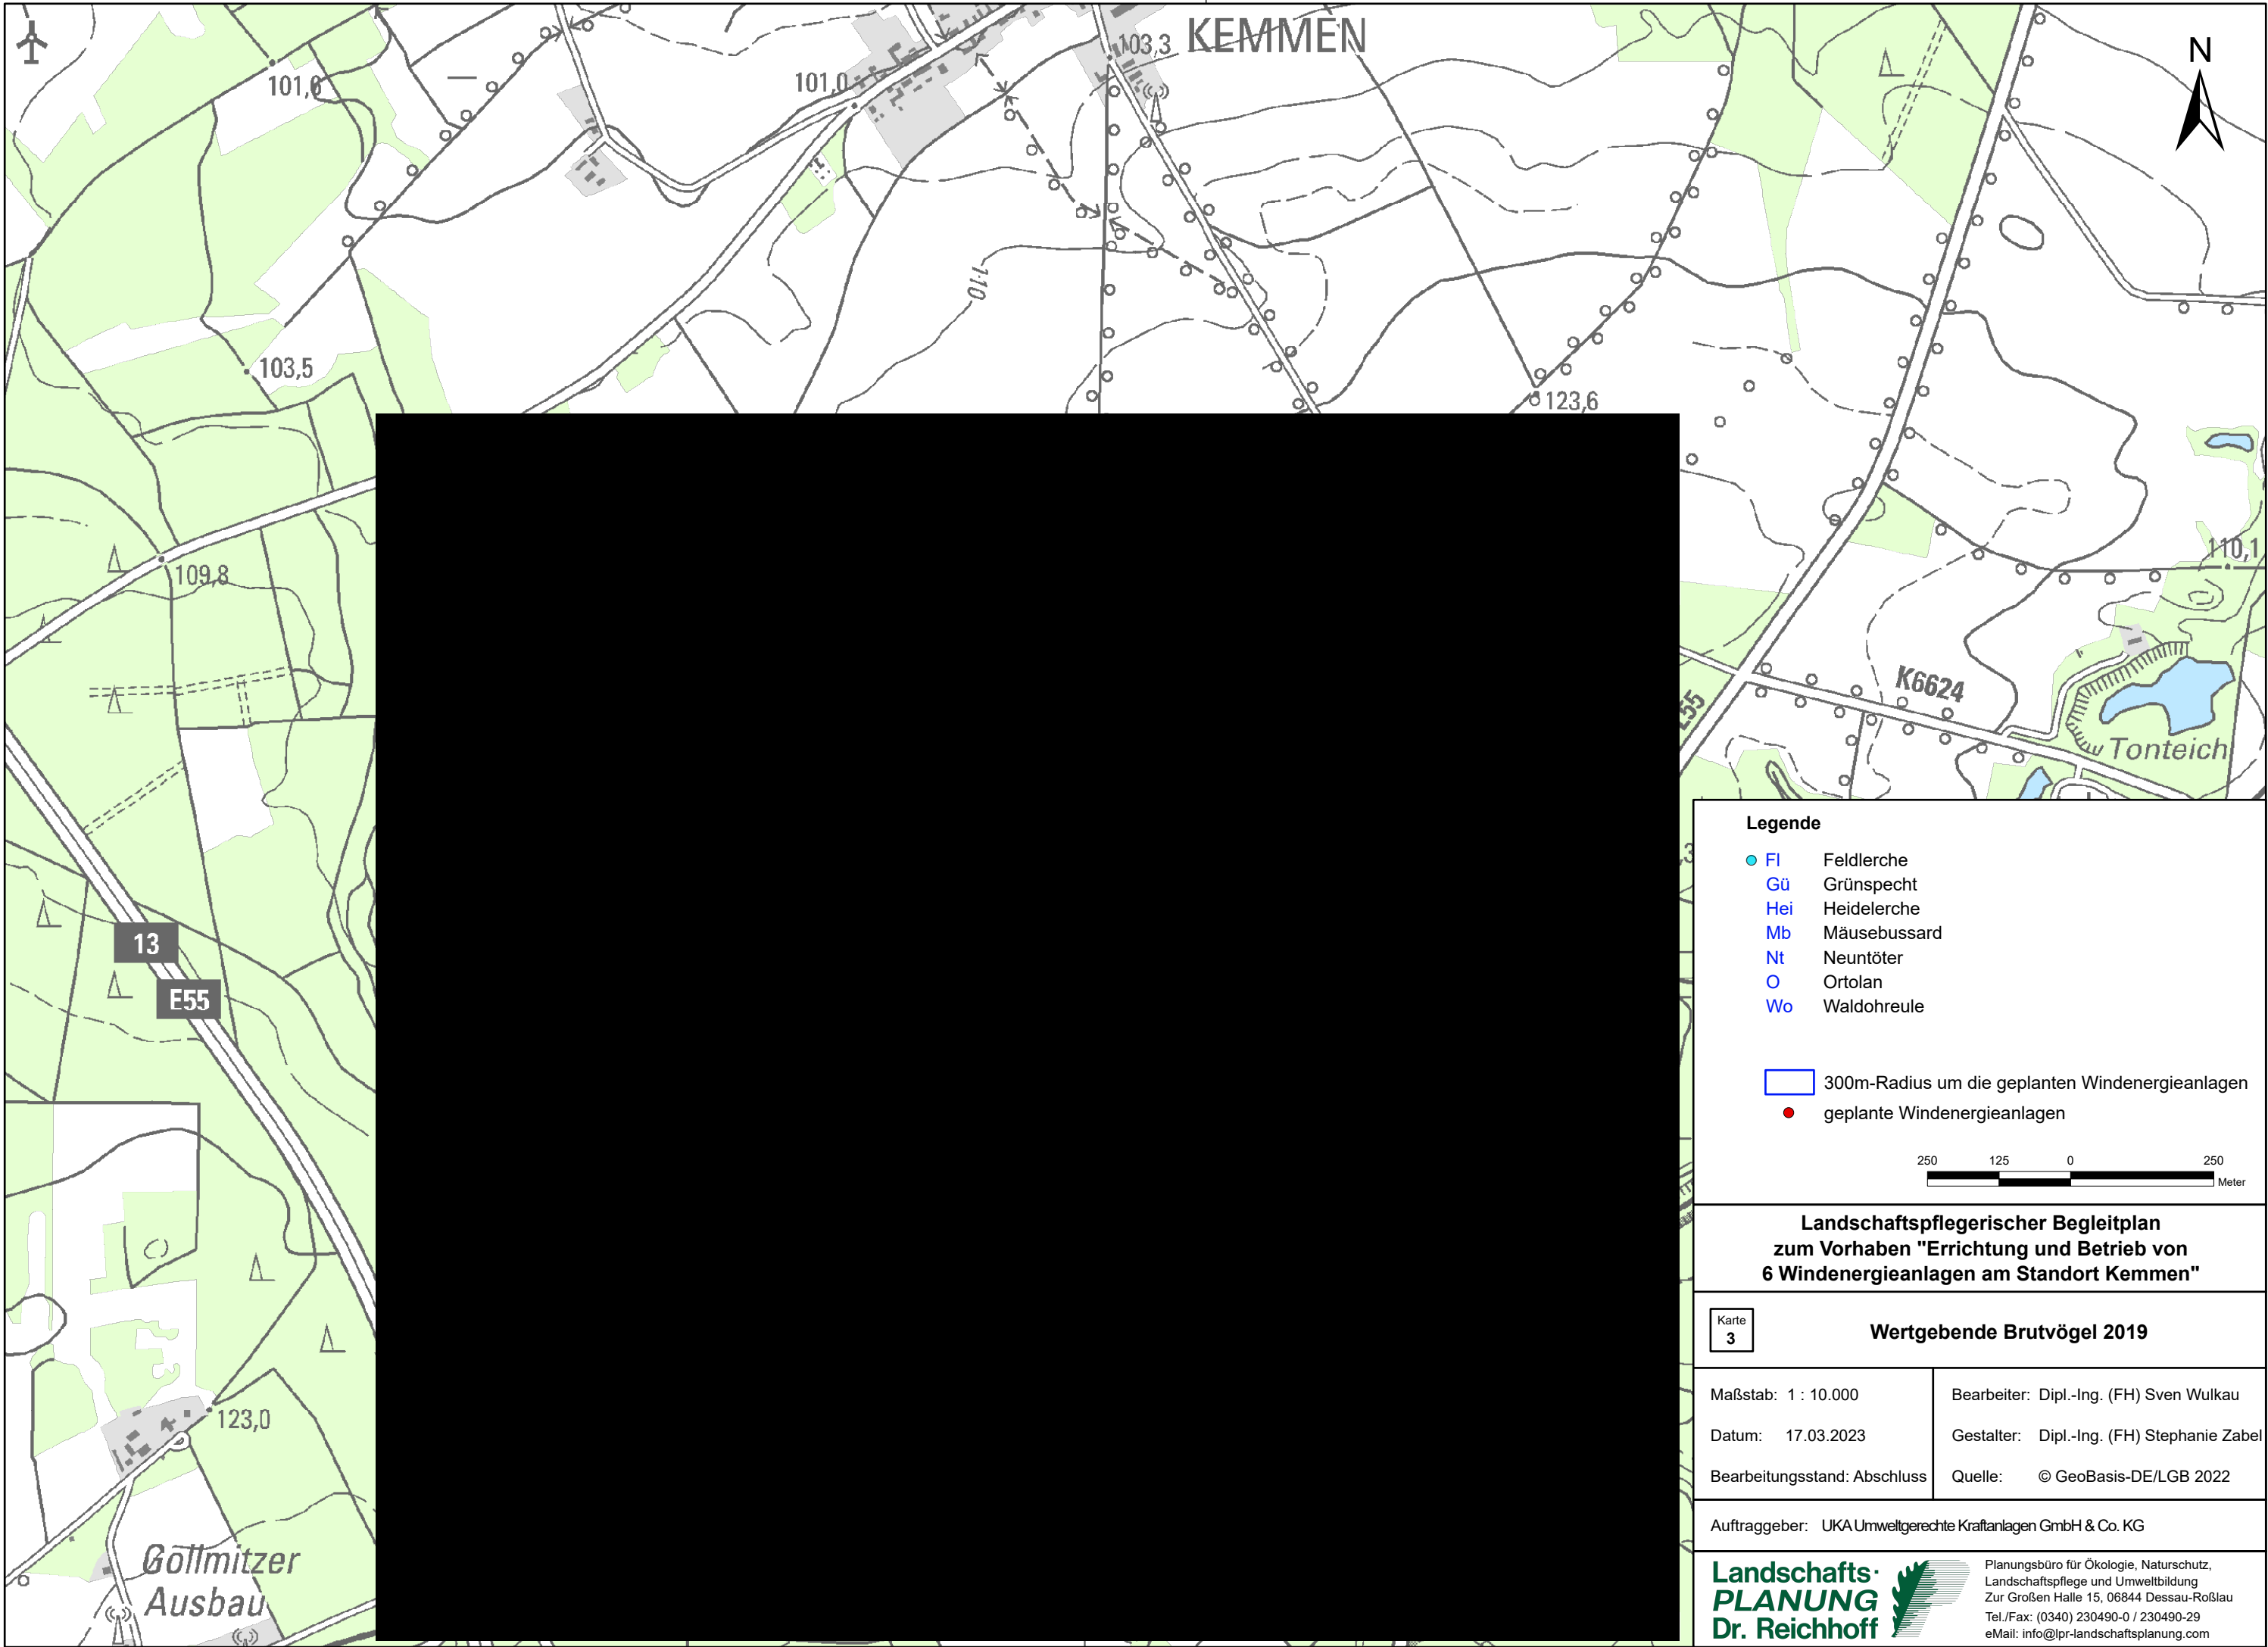 KEMMEN
N
103,3
101,0
101,6
110
103,5
123,6
109,8
110,1
K6624
E55
Tonteich
13
E55
123,0
Gollmitzer
Ausbau
Legende
Fl Feldlerche
Gü Grünspecht
Hei Heidelerche
Mb Mäusebussard
Nt Neuntöter
O Ortolan
Wo Waldohreule
300m-Radius um die geplanten Windenergieanlagen
geplante Windenergieanlagen
250 125 0 250
Meter
Landschaftspflegerischer Begleitplan
zum Vorhaben "Errichtung und Betrieb von
6 Windenergieanlagen am Standort Kemmen"
Karte
3
Wertgebende Brutvögel 2019
Maßstab: 1 : 10.000
Datum: 17.03.2023
Bearbeitungsstand: Abschluss
Bearbeiter: Dipl.-Ing. (FH) Sven Wulkau
Gestalter: Dipl.-Ing. (FH) Stephanie Zabel
Quelle: © GeoBasis-DE/LGB 2022
Auftraggeber: UKA Umweltgerechte Kraftanlagen GmbH & Co. KG
Landschafts·
PLANUNG
Dr. Reichhoff
Planungsbüro für Ökologie, Naturschutz,
Landschaftspflege und Umweltbildung
Zur Großen Halle 15, 06844 Dessau-Roßlau
Tel./Fax: (0340) 230490-0 / 230490-29
eMail: info@lpr-landschaftsplanung.com